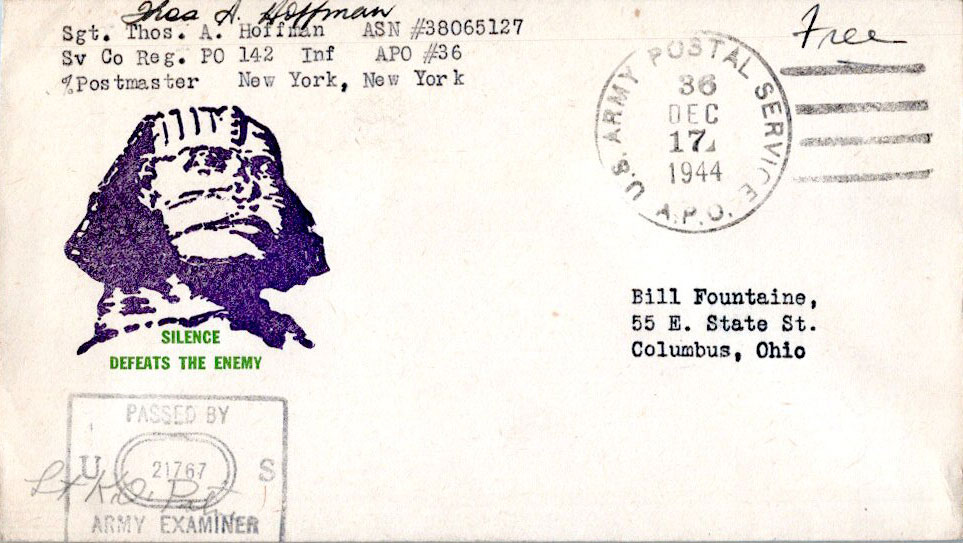 Thos A. Hoffman
Sgt. Thos. A. Hoffman ASN #38065127
Sv Co Reg. PO 142 Inf APO #36
%Postmaster New York, New York
Free
U.S. ARMY POSTAL SERVICE
36
DEC
17
1944
A.P.O.
SILENCE
DEFEATS THE ENEMY
Bill Fountaine,
55 E. State St.
Columbus, Ohio
PASSED BY
U 21767 S
Lt
ARMY EXAMINER